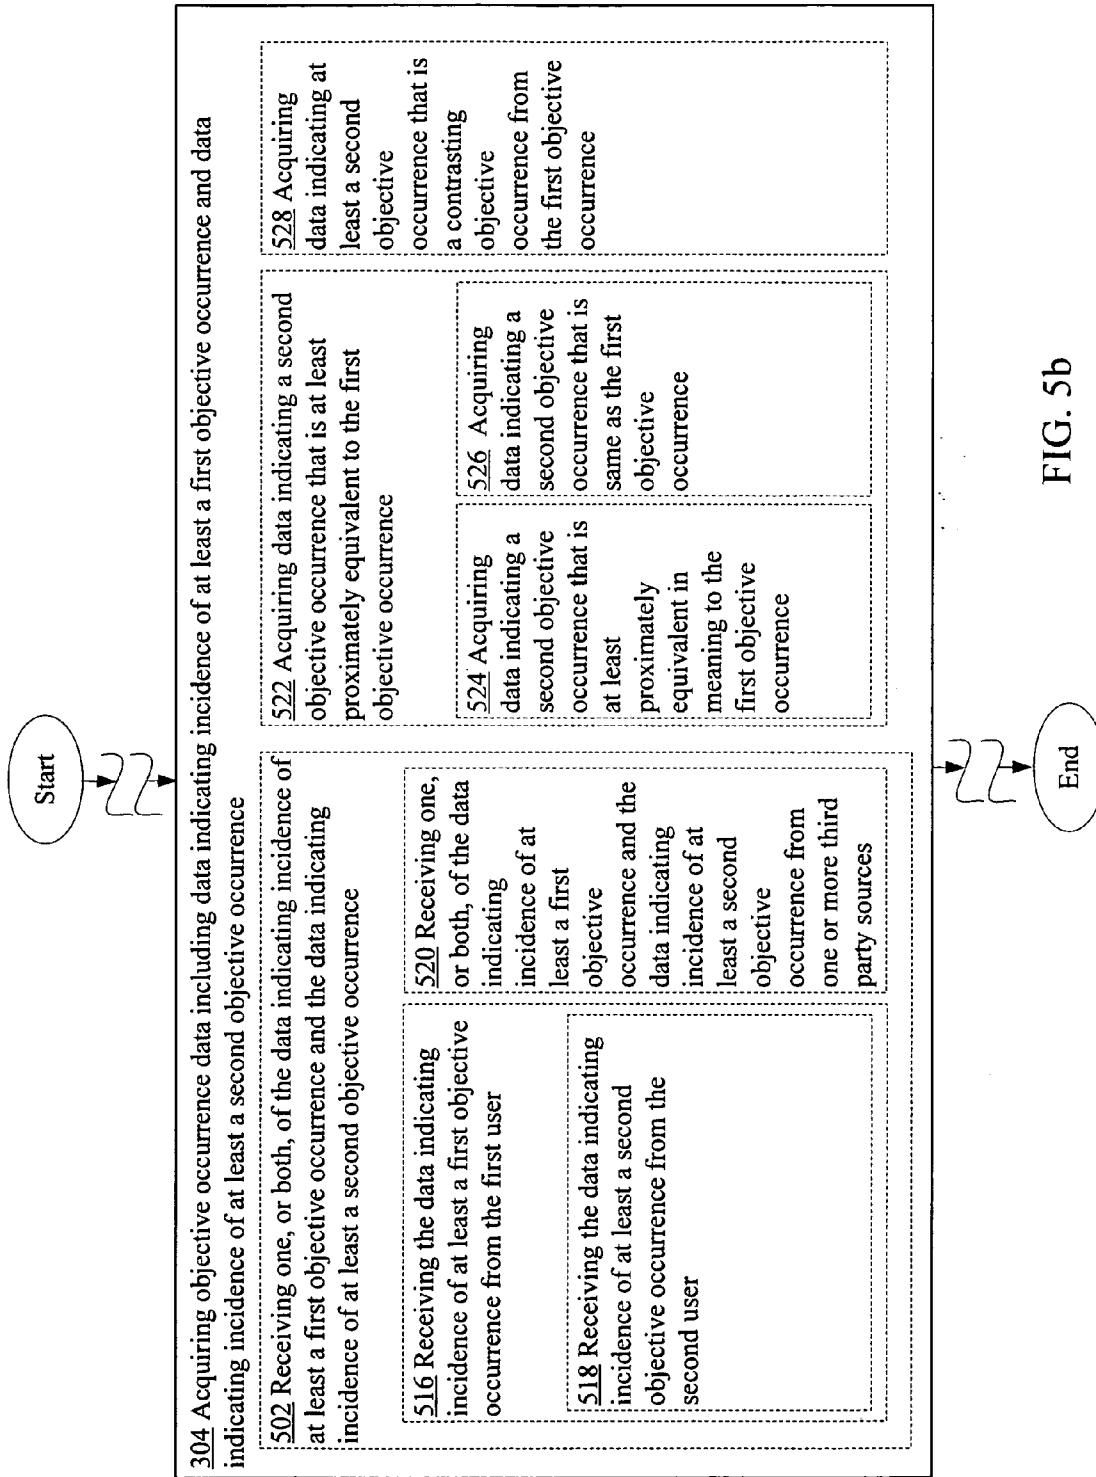 Start
304 Acquiring objective occurrence data including data indicating incidence of at least a first objective occurrence and data
indicating incidence of at least a second objective occurrence
502 Receiving one, or both, of the data indicating incidence of
at least a first objective occurrence and the data indicating
incidence of at least a second objective occurrence
516 Receiving the data indicating
incidence of at least a first objective
occurrence from the first user
518 Receiving the data indicating
incidence of at least a second
objective occurrence from the
second user
520 Receiving one,
or both, of the data
indicating
incidence of at
least a first
objective
occurrence and the
data indicating
incidence of at
least a second
objective
occurrence from
one or more third
party sources
522 Acquiring data indicating a second
objective occurrence that is at least
proximately equivalent to the first
objective occurrence
524 Acquiring
data indicating a
second objective
occurrence that is
at least
proximately
equivalent in
meaning to the
first objective
occurrence
526 Acquiring
data indicating a
second objective
occurrence that is
same as the first
objective
occurrence
528 Acquiring
data indicating at
least a second
objective
occurrence that is
a contrasting
objective
occurrence from
the first objective
occurrence
End
FIG. 5b